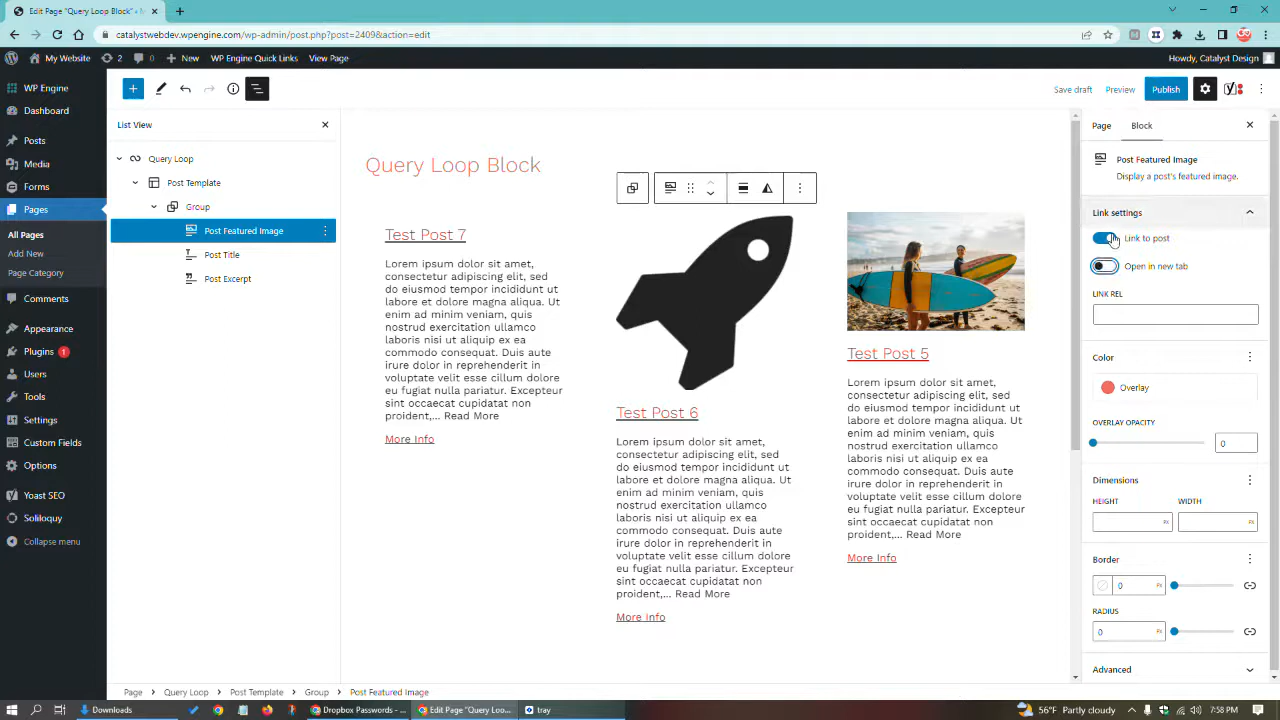 Edit Page "Query Loop Block" ‹
catalystwebdev.wpengine.com/wp-admin/post.php?post=2409&action=edit
My Website
2
0
New
WP Engine Quick Links
View Page
Howdy, Catalyst Design
WP Engine
Dashboard
Posts
Media
Forms
Pages
All Pages
Add New
Page Category
Comments
Appearance
Plugins 1
Users
Tools
Settings
Custom Fields
Options
Yoast SEO
Soliloquy
Collapse menu
Save draft
Preview
Publish
List View
Query Loop
Post Template
Group
Post Featured Image
Post Title
Post Excerpt
Query Loop Block
Test Post 7
Lorem ipsum dolor sit amet,
consectetur adipiscing elit, sed
do eiusmod tempor incididunt ut
labore et dolore magna aliqua. Ut
enim ad minim veniam, quis
nostrud exercitation ullamco
laboris nisi ut aliquip ex ea
commodo consequat. Duis aute
irure dolor in reprehenderit in
voluptate velit esse cillum dolore
eu fugiat nulla pariatur. Excepteur
sint occaecat cupidatat non
proident,… Read More
More Info
Test Post 6
Lorem ipsum dolor sit amet,
consectetur adipiscing elit, sed
do eiusmod tempor incididunt ut
labore et dolore magna aliqua. Ut
enim ad minim veniam, quis
nostrud exercitation ullamco
laboris nisi ut aliquip ex ea
commodo consequat. Duis aute
irure dolor in reprehenderit in
voluptate velit esse cillum dolore
eu fugiat nulla pariatur. Excepteur
sint occaecat cupidatat non
proident,… Read More
More Info
Test Post 5
Lorem ipsum dolor sit amet,
consectetur adipiscing elit, sed
do eiusmod tempor incididunt ut
labore et dolore magna aliqua. Ut
enim ad minim veniam, quis
nostrud exercitation ullamco
laboris nisi ut aliquip ex ea
commodo consequat. Duis aute
irure dolor in reprehenderit in
voluptate velit esse cillum dolore
eu fugiat nulla pariatur. Excepteur
sint occaecat cupidatat non
proident,… Read More
More Info
Page
Block
Post Featured Image
Display a post's featured image.
Link settings
Link to post
Open in new tab
LINK REL
Color
Overlay
OVERLAY OPACITY
0
Dimensions
HEIGHT
WIDTH
PX
PX
Border
0 PX
RADIUS
0 PX
Advanced
Page > Query Loop > Post Template > Group > Post Featured Image
Downloads
Dropbox Passwords - ...
Edit Page "Query Loo...
tray
56°F Partly cloudy
7:58 PM